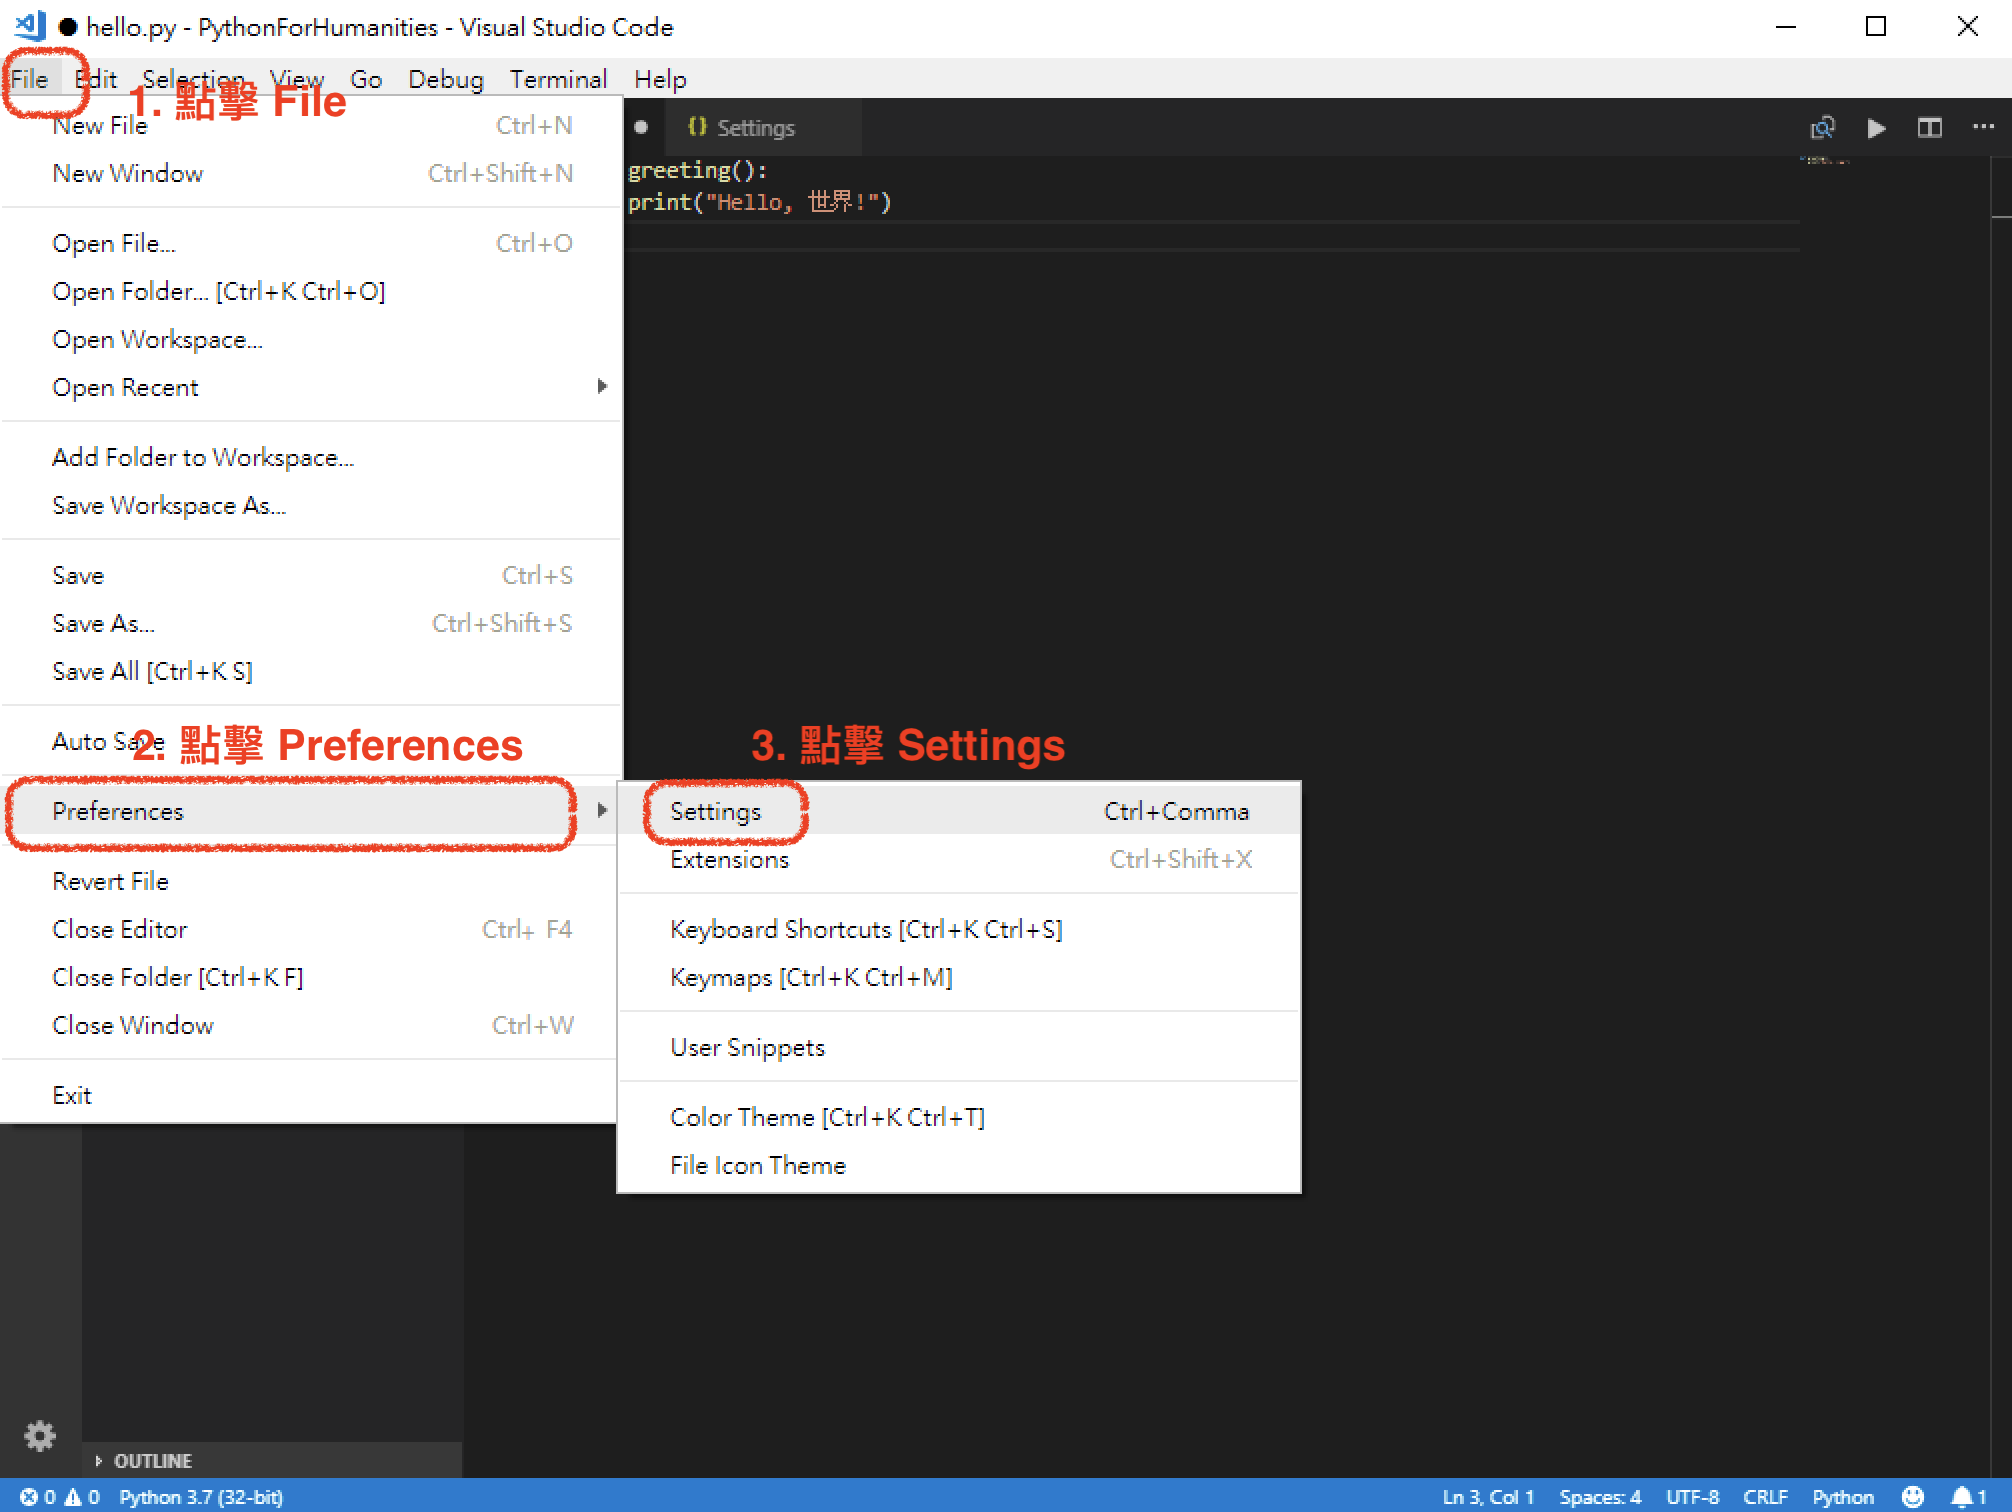 ● hello.py - PythonForHumanities - Visual Studio Code
File Edit Selection View Go Debug Terminal Help
1. 點擊 File
New File Ctrl+N
New Window Ctrl+Shift+N
Open File... Ctrl+O
Open Folder... [Ctrl+K Ctrl+O]
Open Workspace...
Open Recent
Add Folder to Workspace...
Save Workspace As...
Save Ctrl+S
Save As... Ctrl+Shift+S
Save All [Ctrl+K S]
Auto Save
2. 點擊 Preferences
Preferences
Revert File
Close Editor Ctrl+ F4
Close Folder [Ctrl+K F]
Close Window Ctrl+W
Exit
{} Settings
greeting():
print("Hello, 世界!")
3. 點擊 Settings
Settings Ctrl+Comma
Extensions Ctrl+Shift+X
Keyboard Shortcuts [Ctrl+K Ctrl+S]
Keymaps [Ctrl+K Ctrl+M]
User Snippets
Color Theme [Ctrl+K Ctrl+T]
File Icon Theme
OUTLINE
0 0 Python 3.7 (32-bit) Ln 3, Col 1 Spaces: 4 UTF-8 CRLF Python 1